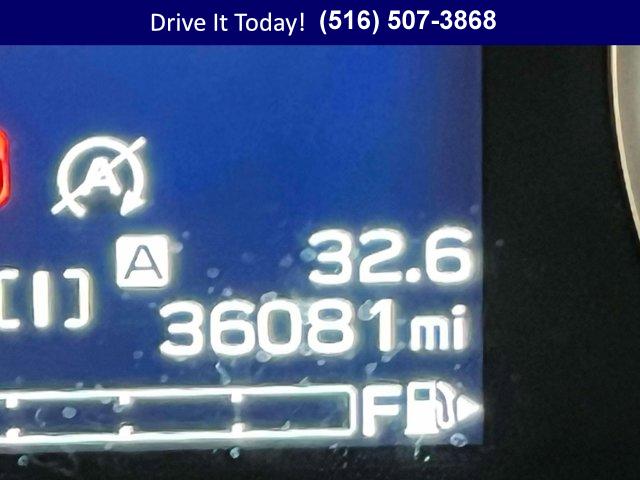 Drive It Today! (516) 507-3868
A
A 32.6
36081 mi
F